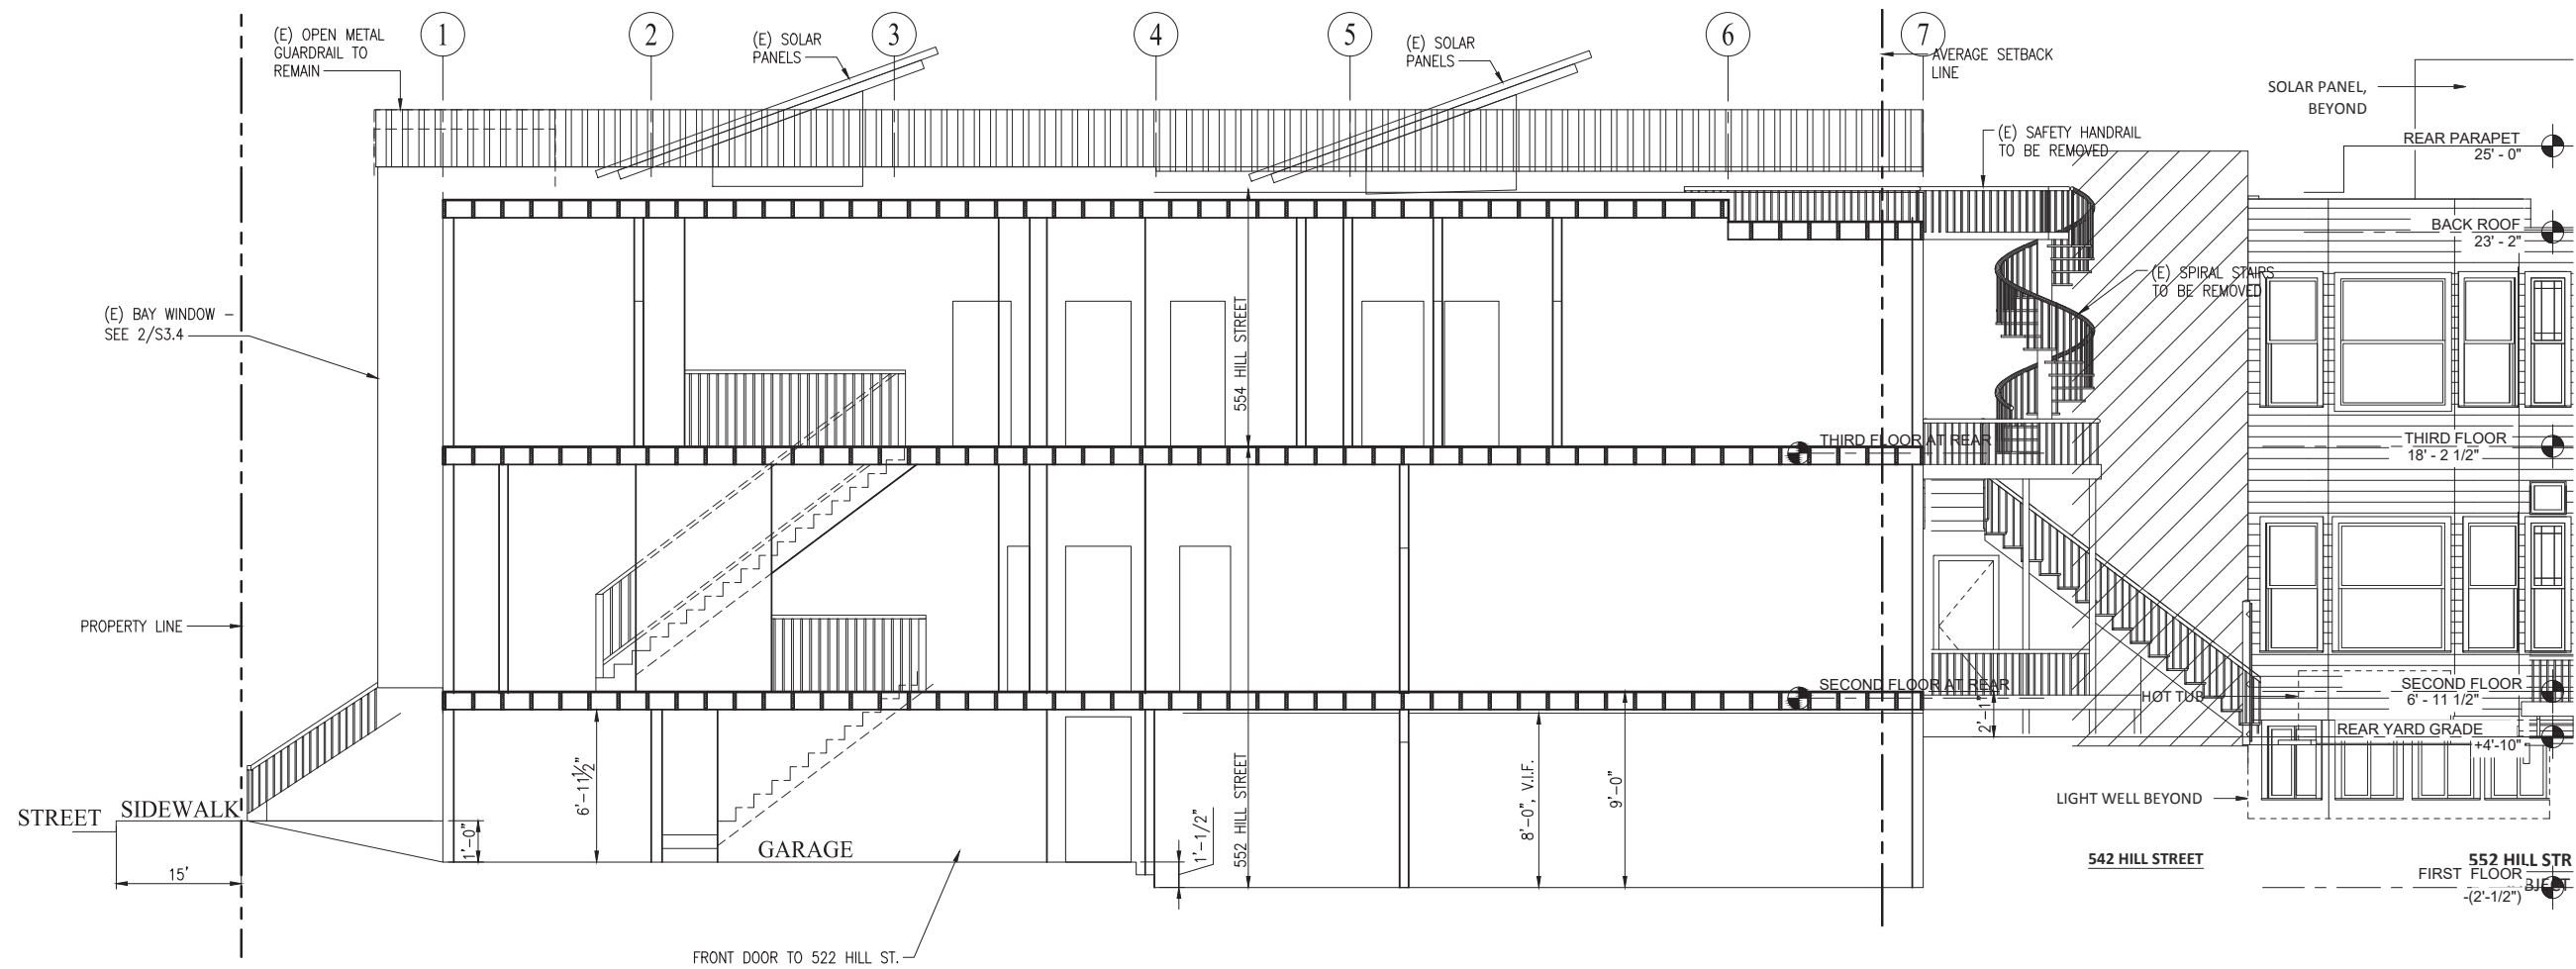 1
2
3
4
5
6
7
(E) OPEN METAL
GUARDRAIL TO
REMAIN
(E) SOLAR
PANELS
(E) SOLAR
PANELS
AVERAGE SETBACK
LINE
SOLAR PANEL,
BEYOND
(E) SAFETY HANDRAIL
TO BE REMOVED
REAR PARAPET
25' - 0"
BACK ROOF
23' - 2"
(E) SPIRAL STAIRS
TO BE REMOVED
(E) BAY WINDOW -
SEE 2/S3.4
554 HILL STREET
THIRD FLOOR AT REAR
THIRD FLOOR
18' - 2 1/2"
PROPERTY LINE
SECOND FLOOR AT REAR
HOT TUB
SECOND FLOOR
6' - 11 1/2"
2'-1"
REAR YARD GRADE
+4'-10"
STREET
SIDEWALK
1'-0"
6'-11½"
GARAGE
1'-1/2"
552 HILL STREET
8'-0", V.I.F.
9'-0"
LIGHT WELL BEYOND
15'
542 HILL STREET
552 HILL STR
FIRST FLOOR
BJECT
-(2'-1/2")
FRONT DOOR TO 522 HILL ST.